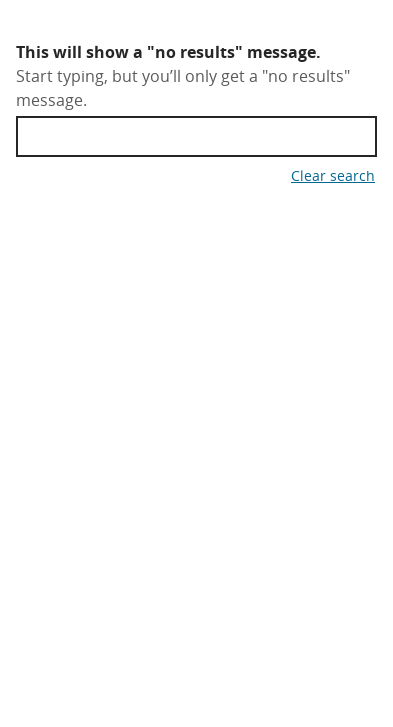 This will show a "no results" message.
Start typing, but you’ll only get a "no results"
message.
Clear search